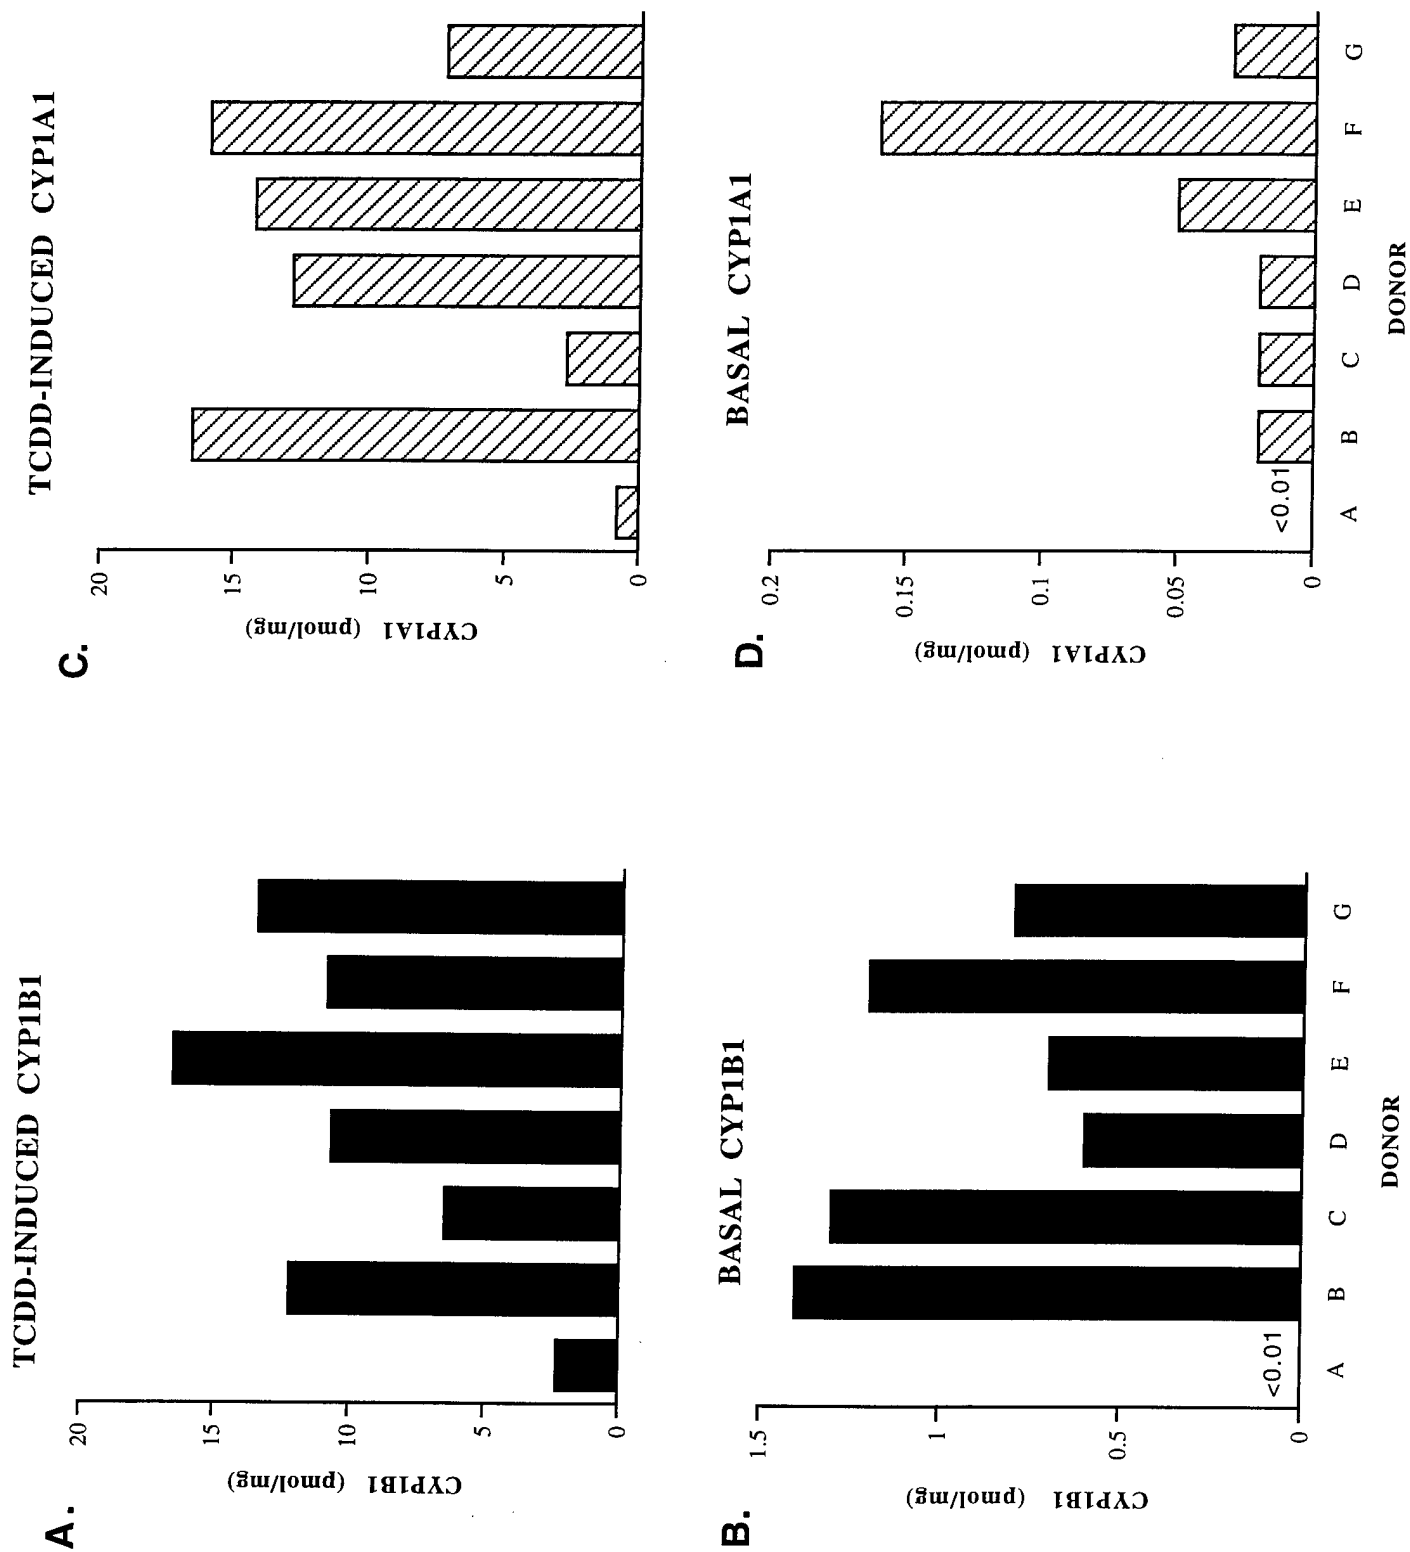 A.
TCDD-INDUCED CYP1B1
CYP1B1 (pmol/mg)
20
15
10
5
0
C.
TCDD-INDUCED CYP1A1
CYP1A1 (pmol/mg)
20
15
10
5
0
B.
BASAL CYP1B1
CYP1B1 (pmol/mg)
1.5
1
0.5
0
<0.01
A B C D E F G
DONOR
D.
BASAL CYP1A1
CYP1A1 (pmol/mg)
0.2
0.15
0.1
0.05
0
<0.01
A B C D E F G
DONOR